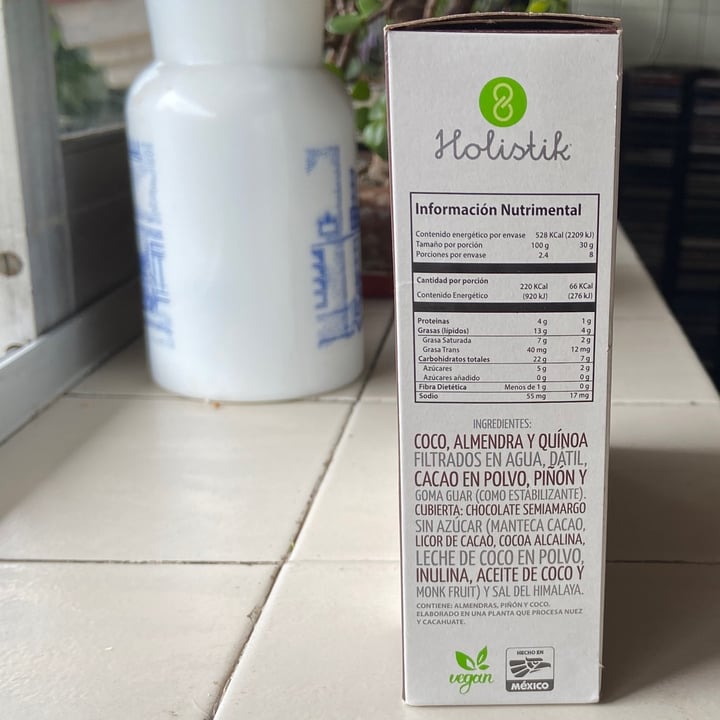 Holistik
Información Nutrimental
Contenido energético por envase 528 KCal (2209 kJ)
Tamaño por porción 100 g 30 g
Porciones por envase 2.4 8
Cantidad por porción 220 KCal 66 KCal
Contenido Energético (920 kJ) (276 kJ)
Proteinas 4 g 1 g
Grasas (lípidos) 13 g 4 g
Grasa Saturada 7 g 2 g
Grasa Trans 40 mg 12 mg
Carbohidratos totales 22 g 7 g
Azúcares 5 g 2 g
Azúcares añadido 0 g 0 g
Fibra Dietética Menos de 1 g 0 g
Sodio 55 mg 17 mg
INGREDIENTES:
COCO, ALMENDRA Y QUÍNOA
FILTRADOS EN AGUA, DÁTIL,
CACAO EN POLVO, PIÑÓN Y
GOMA GUAR (COMO ESTABILIZANTE).
CUBIERTA: CHOCOLATE SEMIAMARGO
SIN AZÚCAR (MANTECA CACAO,
LICOR DE CACAO, COCOA ALCALINA,
LECHE DE COCO EN POLVO,
INULINA, ACEITE DE COCO Y
MONK FRUIT) Y SAL DEL HIMALAYA.
CONTIENE: ALMENDRAS, PIÑÓN Y COCO.
ELABORADO EN UNA PLANTA QUE PROCESA NUEZ
Y CACAHUATE.
vegan
HECHO EN
MÉXICO